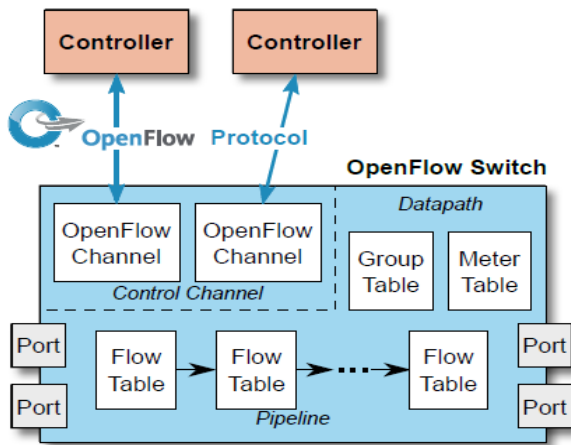 Controller
Controller
OpenFlow
Protocol
OpenFlow Switch
Datapath
OpenFlow
Channel
OpenFlow
Channel
Control Channel
Group
Table
Meter
Table
Port
Port
Flow
Table
Flow
Table
Flow
Table
Pipeline
Port
Port